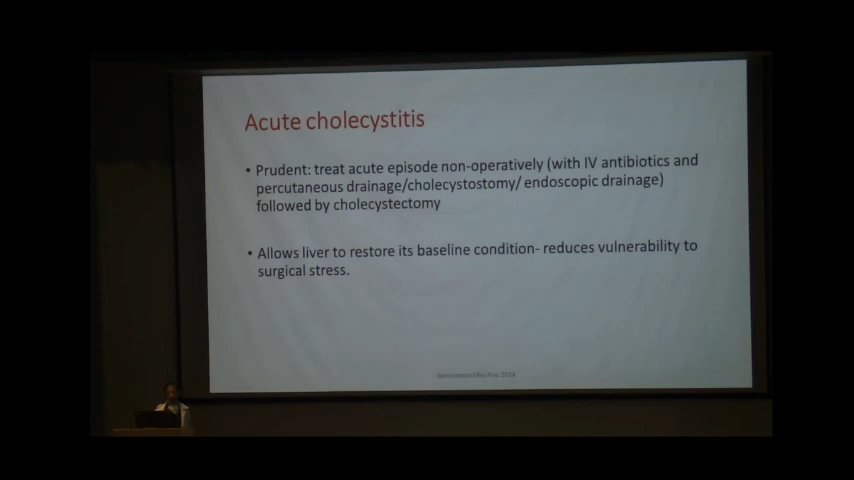 Acute cholecystitis
• Prudent: treat acute episode non-operatively (with IV antibiotics and
percutaneous drainage/cholecystostomy/ endoscopic drainage)
followed by cholecystectomy
• Allows liver to restore its baseline condition- reduces vulnerability to
surgical stress.